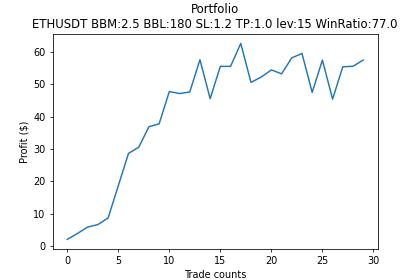 Portfolio
ETHUSDT BBM:2.5 BBL:180 SL:1.2 TP:1.0 lev:15 WinRatio:77.0
Profit ($)
60
50
40
30
20
10
0
0 5 10 15 20 25 30
Trade counts